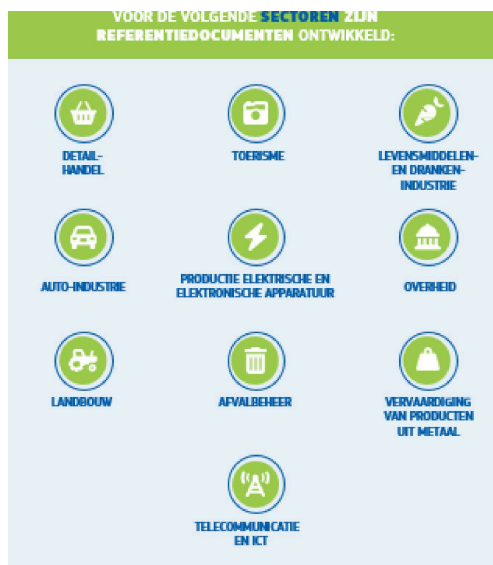 VOOR DE VOLGENDE SECTOREN ZIJN
REFERENTIEDOCUMENTEN ONTWIKKELD:
DETAIL-
HANDEL
TOERISME
LEVENSMIDDELEN-
EN DRANKEN-
INDUSTRIE
AUTO-INDUSTRIE
PRODUCTIE ELEKTRISCHE EN
ELEKTRONISCHE APPARATUUR
OVERHEID
LANDBOUW
AFVALBEHEER
VERVAARDIGING
VAN PRODUCTEN
UIT METAAL
TELECOMMUNICATIE
EN ICT